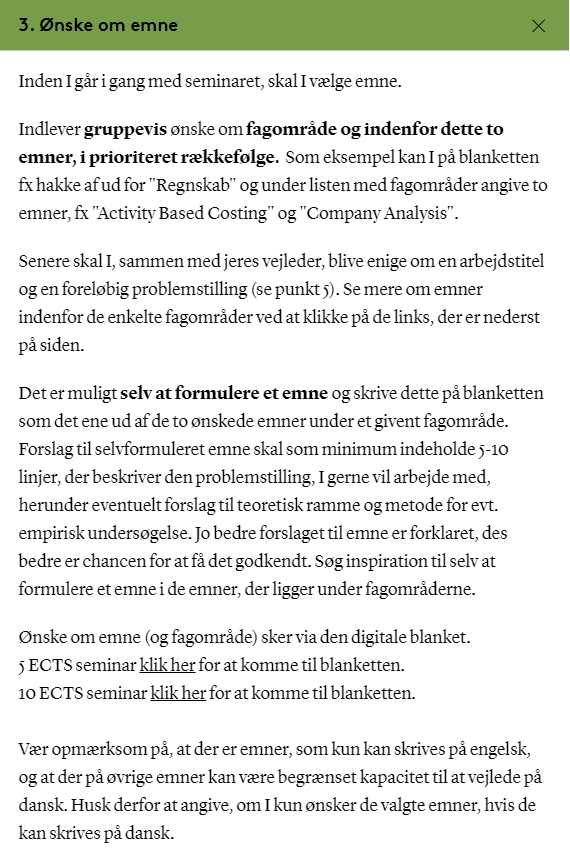 3. Ønske om emne
Inden I går i gang med seminaret, skal I vælge emne.
Indlever gruppevis ønske om fagområde og indenfor dette to
emner, i prioriteret rækkefølge. Som eksempel kan I på blanketten
fx hakke af ud for "Regnskab" og under listen med fagområder angive to
emner, fx "Activity Based Costing" og "Company Analysis".
Senere skal I, sammen med jeres vejleder, blive enige om en arbejdstitel
og en foreløbig problemstilling (se punkt 5). Se mere om emner
indenfor de enkelte fagområder ved at klikke på de links, der er nederst
på siden.
Det er muligt selv at formulere et emne og skrive dette på blanketten
som det ene ud af de to ønskede emner under et givent fagområde.
Forslag til selvformuleret emne skal som minimum indeholde 5-10
linjer, der beskriver den problemstilling, I gerne vil arbejde med,
herunder eventuelt forslag til teoretisk ramme og metode for evt.
empirisk undersøgelse. Jo bedre forslaget til emne er forklaret, des
bedre er chancen for at få det godkendt. Søg inspiration til selv at
formulere et emne i de emner, der ligger under fagområderne.
Ønske om emne (og fagområde) sker via den digitale blanket.
5 ECTS seminar klik her for at komme til blanketten.
10 ECTS seminar klik her for at komme til blanketten.
Vær opmærksom på, at der er emner, som kun kan skrives på engelsk,
og at der på øvrige emner kan være begrænset kapacitet til at vejlede på
dansk. Husk derfor at angive, om I kun ønsker de valgte emner, hvis de
kan skrives på dansk.